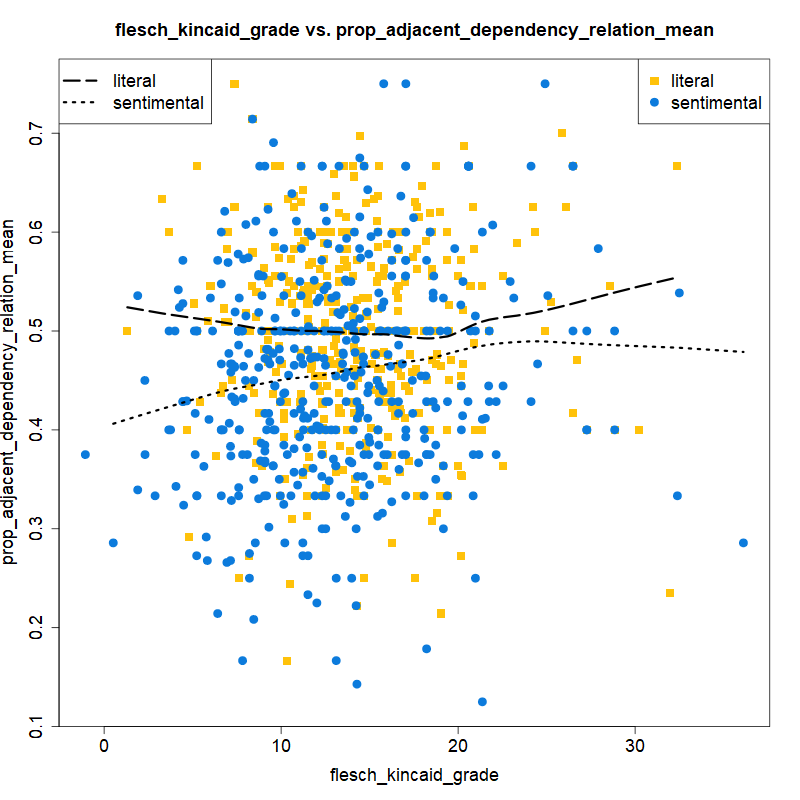 flesch_kincaid_grade vs. prop_adjacent_dependency_relation_mean
literal
sentimental
literal
sentimental
prop_adjacent_dependency_relation_mean
0.7
0.6
0.5
0.4
0.3
0.2
0.1
0
10
20
30
flesch_kincaid_grade